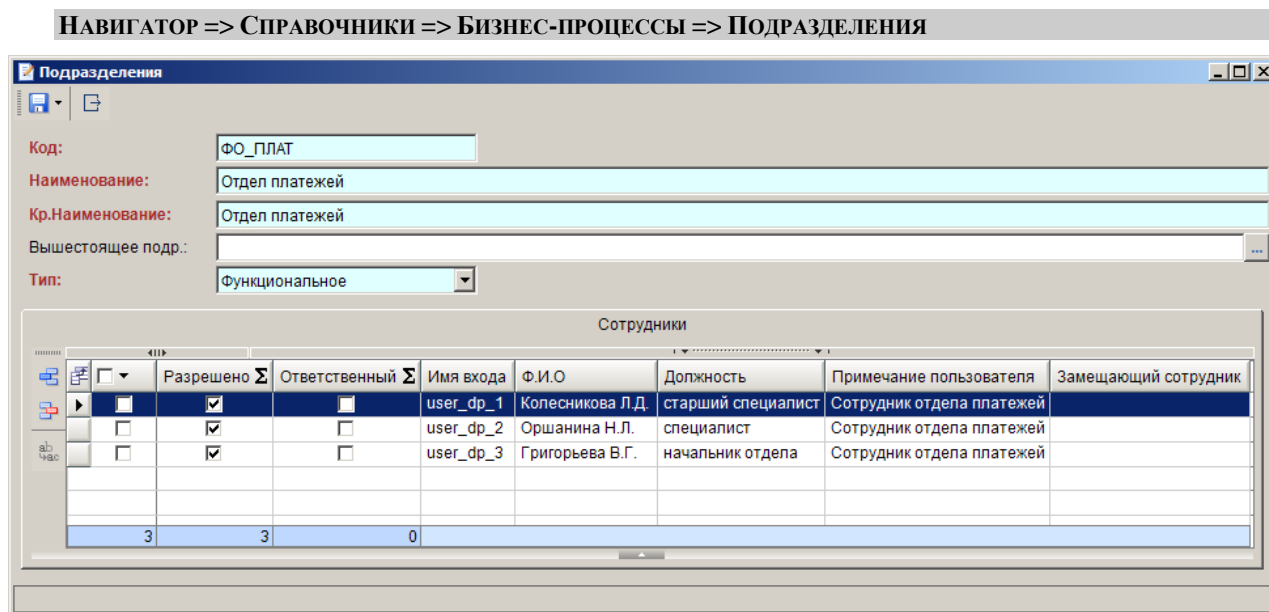 НАВИГАТОР => СПРАВОЧНИКИ => БИЗНЕС-ПРОЦЕССЫ => ПОДРАЗДЕЛЕНИЯ
Подразделения
Код: ФО_ПЛАТ
Наименование: Отдел платежей
Кр.Наименование: Отдел платежей
Вышестоящее подр.: ...
Тип: Функциональное
Сотрудники
Разрешено Σ Ответственный Σ Имя входа Ф.И.О Должность Примечание пользователя Замещающий сотрудник
user_dp_1 Колесникова Л.Д. старший специалист Сотрудник отдела платежей
user_dp_2 Оршанина Н.Л. специалист Сотрудник отдела платежей
user_dp_3 Григорьева В.Г. начальник отдела Сотрудник отдела платежей
3 3 0